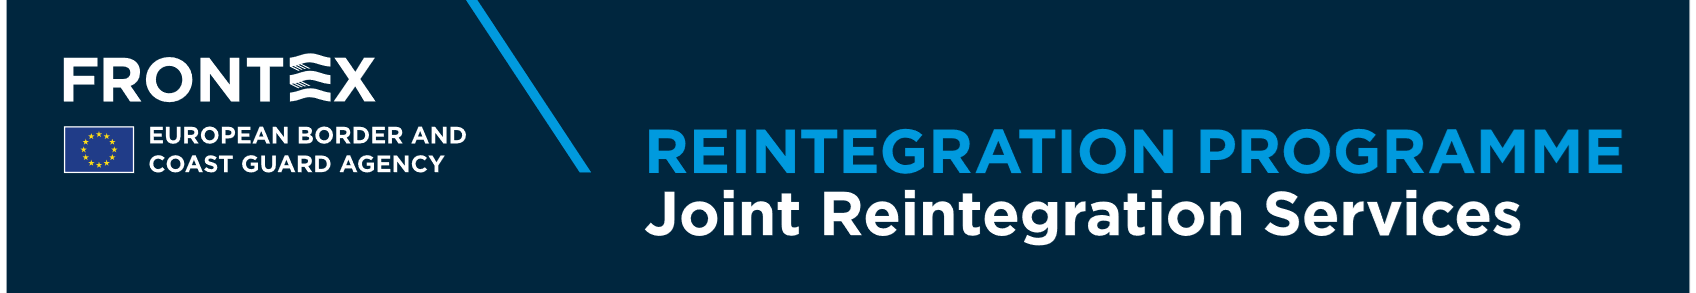 FRONTEX
EUROPEAN BORDER AND
COAST GUARD AGENCY
REINTEGRATION PROGRAMME
Joint Reintegration Services